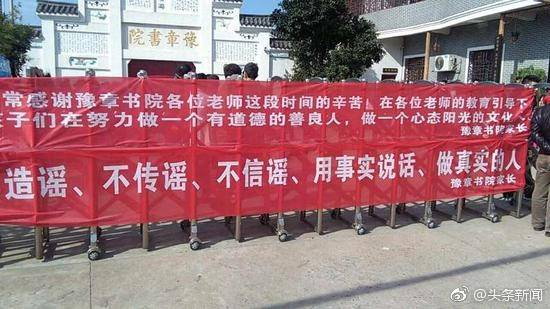 豫章書院
常感谢豫章书院各位老师这段时间的辛苦！在各位老师的教育引导下
子们在努力做一个有道德的善良人，做一个心态阳光的文化
豫章书院家长
造谣、不传谣、不信谣、用事实说话、做真实的人
豫章书院家长
@头条新闻